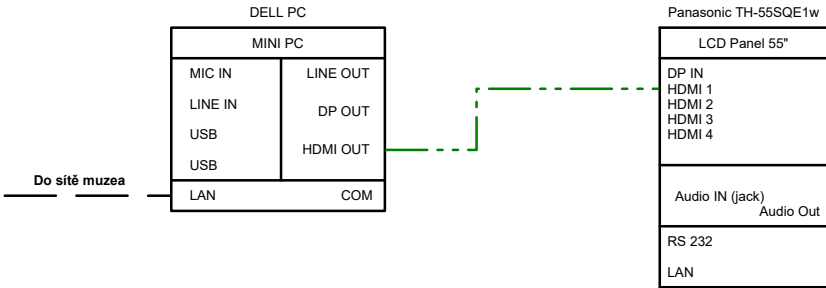 DELL PC
MINI PC
MIC IN
LINE OUT
LINE IN
DP OUT
USB
HDMI OUT
USB
LAN
COM
Do sítě muzea
Panasonic TH-55SQE1w
LCD Panel 55"
DP IN
HDMI 1
HDMI 2
HDMI 3
HDMI 4
Audio IN (jack)
Audio Out
RS 232
LAN